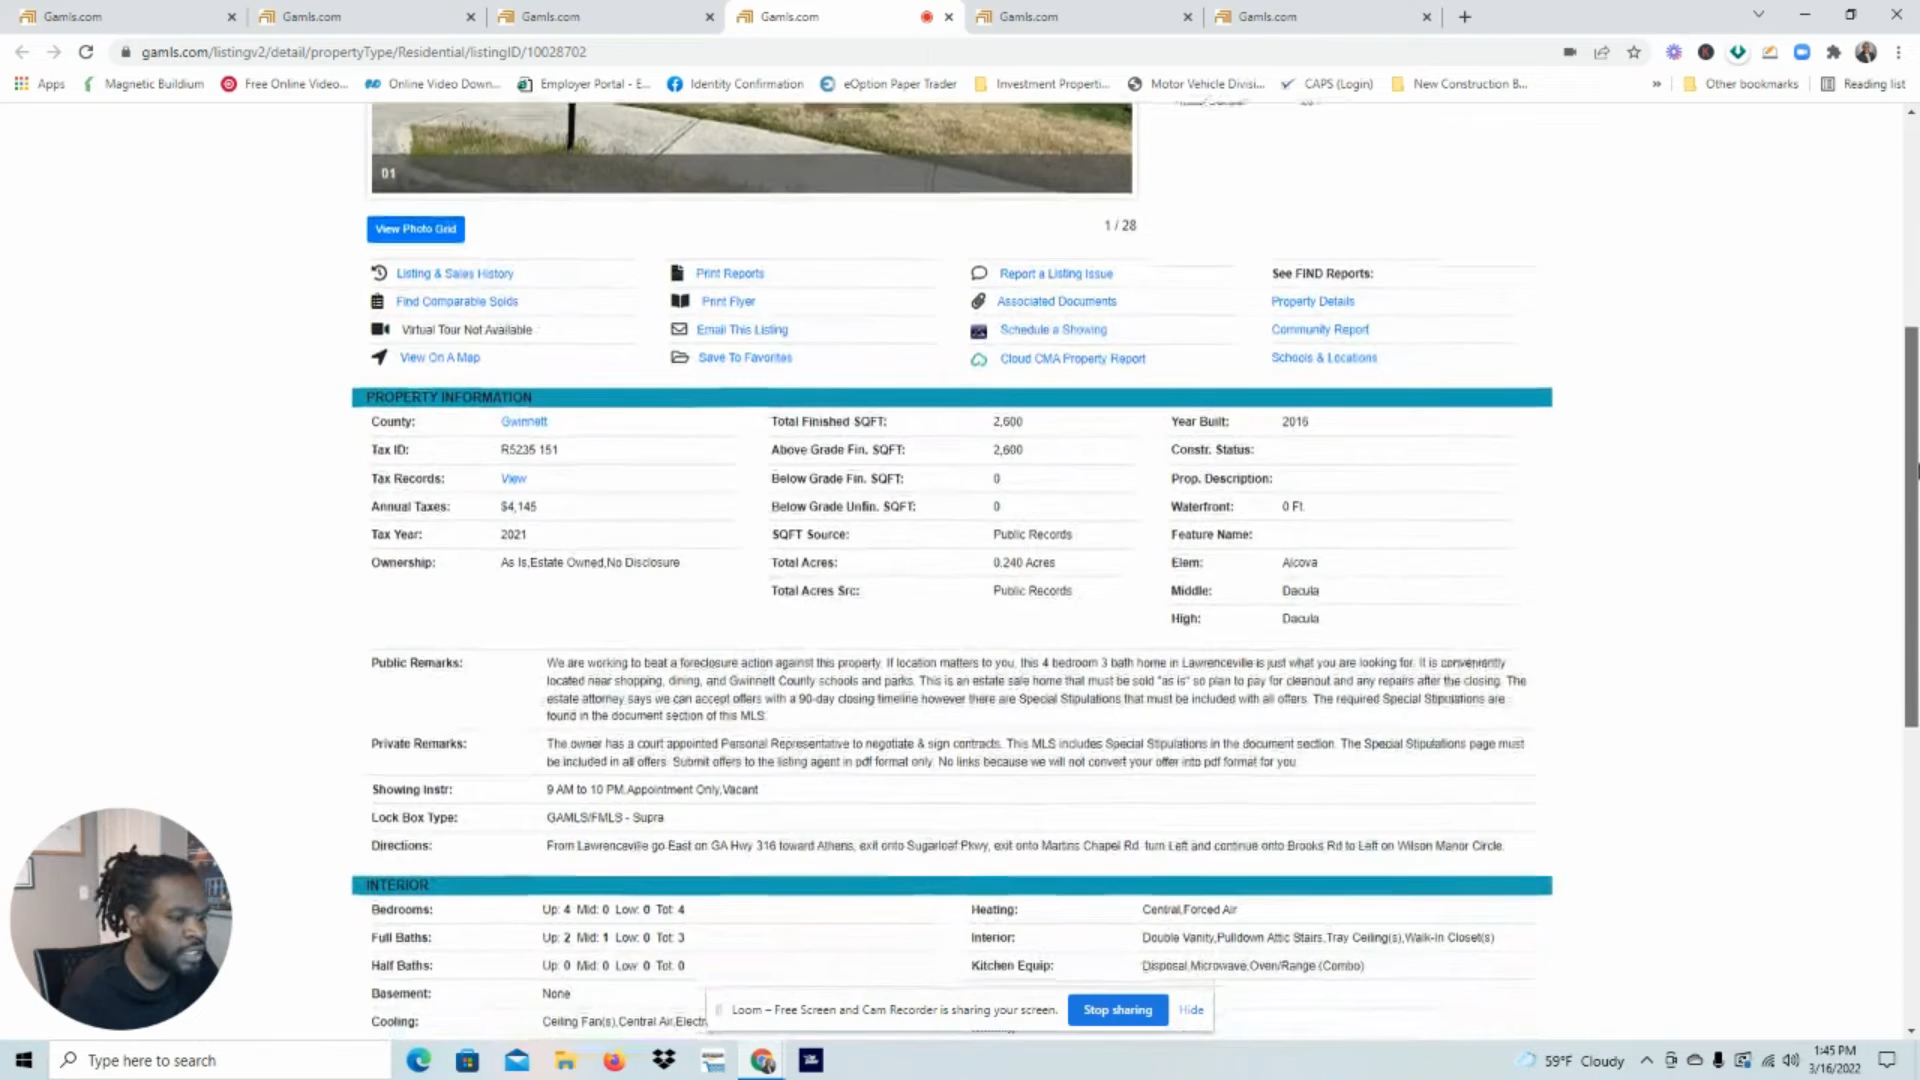 Gamls.com
Gamls.com
Gamls.com
Gamls.com
Gamls.com
Gamls.com
gamls.com/listingv2/detail/propertyType/Residential/listingID/10028702
Apps
Magnetic Buildium
Free Online Video...
Online Video Down...
Employer Portal - E...
Identity Confirmation
eOption Paper Trader
Investment Properti...
Motor Vehicle Divisi...
CAPS (Login)
New Construction B...
»
Other bookmarks
Reading list
01
View Photo Grid
1 / 28
Listing & Sales History
Print Reports
Report a Listing Issue
See FIND Reports:
Find Comparable Solds
Print Flyer
Associated Documents
Property Details
Virtual Tour Not Available
Email This Listing
Schedule a Showing
Community Report
View On A Map
Save To Favorites
Cloud CMA Property Report
Schools & Locations
PROPERTY INFORMATION
County: Gwinnett
Total Finished SQFT: 2,600
Year Built: 2016
Tax ID: R5235 151
Above Grade Fin. SQFT: 2,600
Constr. Status:
Tax Records: View
Below Grade Fin. SQFT: 0
Prop. Description:
Annual Taxes: $4,145
Below Grade Unfin. SQFT: 0
Waterfront: 0 Ft.
Tax Year: 2021
SQFT Source: Public Records
Feature Name:
Ownership: As Is,Estate Owned,No Disclosure
Total Acres: 0.240 Acres
Elem: Alcova
Total Acres Src: Public Records
Middle: Dacula
High: Dacula
Public Remarks: We are working to beat a foreclosure action against this property. If location matters to you, this 4 bedroom 3 bath home in Lawrenceville is just what you are looking for. It is conveniently
located near shopping, dining, and Gwinnett County schools and parks. This is an estate sale home that must be sold "as is" so plan to pay for cleanout and any repairs after the closing. The
estate attorney says we can accept offers with a 90-day closing timeline however there are Special Stipulations that must be included with all offers. The required Special Stipulations are
found in the document section of this MLS.
Private Remarks: The owner has a court appointed Personal Representative to negotiate & sign contracts. This MLS includes Special Stipulations in the document section. The Special Stipulations page must
be included in all offers. Submit offers to the listing agent in pdf format only. No links because we will not convert your offer into pdf format for you.
Showing Instr: 9 AM to 10 PM,Appointment Only,Vacant
Lock Box Type: GAMLS/FMLS - Supra
Directions: From Lawrenceville go East on GA Hwy 316 toward Athens, exit onto Sugarloaf Pkwy, exit onto Martins Chapel Rd. turn Left and continue onto Brooks Rd to Left on Wilson Manor Circle.
INTERIOR
Bedrooms: Up: 4 Mid: 0 Low: 0 Tot: 4
Heating: Central,Forced Air
Full Baths: Up: 2 Mid: 1 Low: 0 Tot: 3
Interior: Double Vanity,Pulldown Attic Stairs,Tray Ceiling(s),Walk-In Closet(s)
Half Baths: Up: 0 Mid: 0 Low: 0 Tot: 0
Kitchen Equip: Disposal,Microwave,Oven/Range (Combo)
Basement: None
Cooling: Ceiling Fan(s),Central Air,Electr
Loom – Free Screen and Cam Recorder is sharing your screen.
Stop sharing
Hide
Type here to search
59°F Cloudy
1:45 PM
3/16/2022